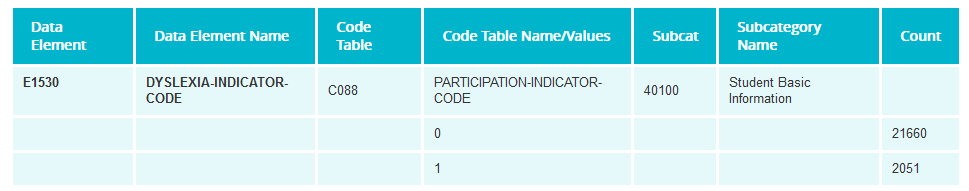 Data Element Data Element Name Code Table Code Table Name/Values Subcat Subcategory Name Count
E1530 DYSLEXIA-INDICATOR-CODE C088 PARTICIPATION-INDICATOR-CODE 40100 Student Basic Information
0 21660
1 2051